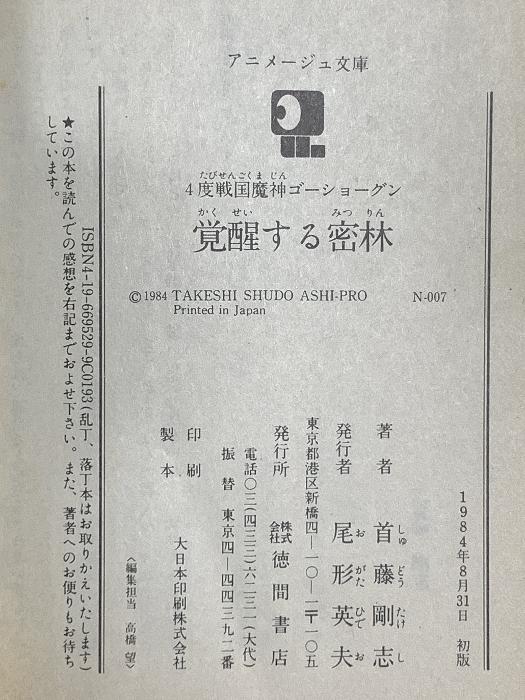 アニメージュ文庫
たびせんごくまじん
4度戦国魔神ゴーショーグン
かくせい みつりん
覚醒する密林
©1984 TAKESHI SHUDO ASHI-PRO N-007
Printed in Japan
1984年8月31日 初版
著者 首藤剛志
しゅどうたけし
発行者 尾形英夫
おがたひでお
東京都港区新橋四―一〇―一〒一〇五
発行所 株式会社 徳間書店
電話〇三(四三三)六二三一(大代)
振替 東京四―四四三九二番
印刷
製本 大日本印刷株式会社
〈編集担当 高橋 望〉
ISBN4-19-669529-9C0193(乱丁、落丁本はおとりかえいたします)
★この本を読んでの感想を右記までおよせ下さい。また、著者へのお便りもお待ち
しています。